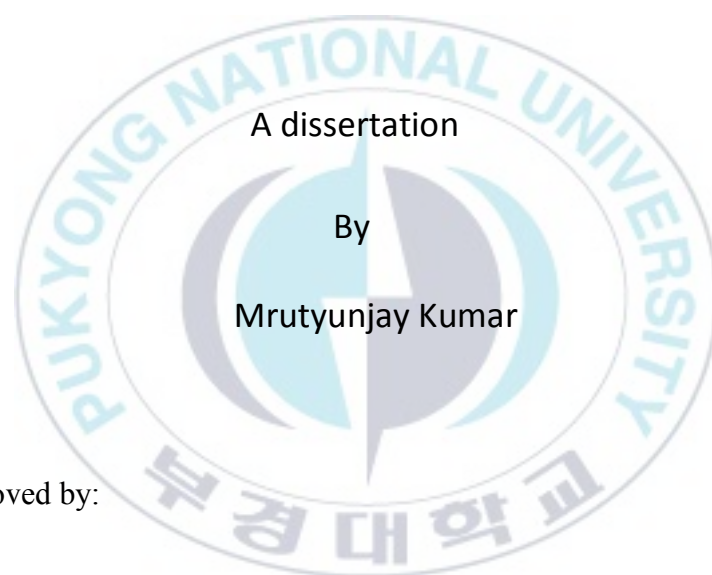 PUKYONG NATIONAL UNIVERSITY
A dissertation
By
Mrutyunjay Kumar
oved by:
부경대학교